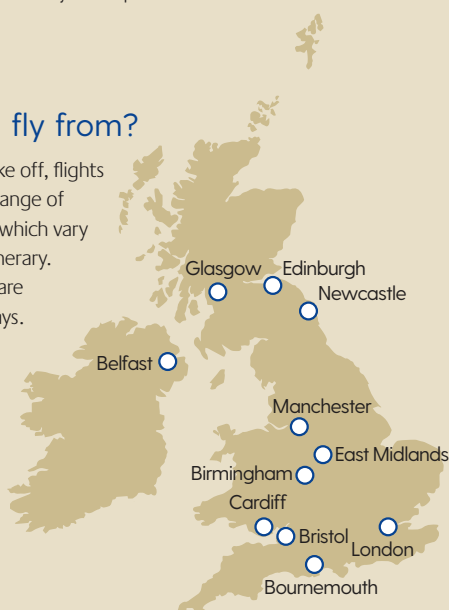 fly from?
ke off, flights
ange of
which vary
nerary.
are
ys.
Glasgow
Edinburgh
Newcastle
Belfast
Manchester
East Midlands
Birmingham
Cardiff
Bristol
London
Bournemouth